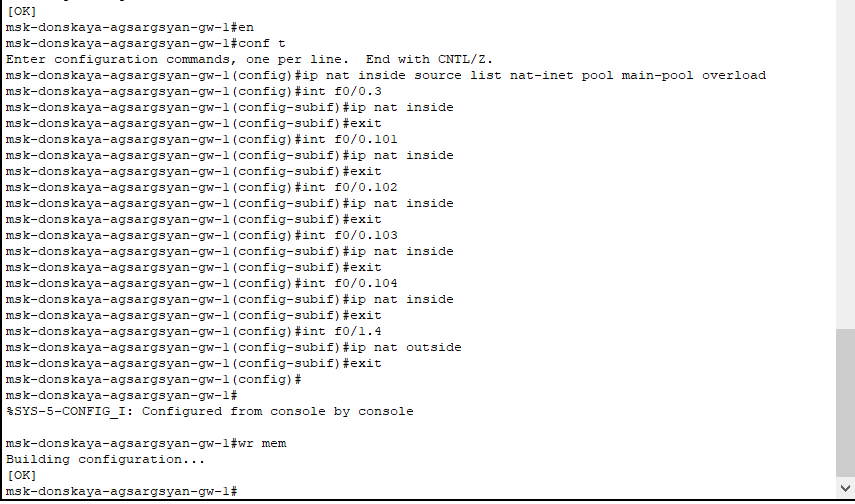 [OK]
msk-donskaya-agsargsyan-gw-1#en
msk-donskaya-agsargsyan-gw-1#conf t
Enter configuration commands, one per line.  End with CNTL/Z.
msk-donskaya-agsargsyan-gw-1(config)#ip nat inside source list nat-inet pool main-pool overload
msk-donskaya-agsargsyan-gw-1(config)#int f0/0.3
msk-donskaya-agsargsyan-gw-1(config-subif)#ip nat inside
msk-donskaya-agsargsyan-gw-1(config-subif)#exit
msk-donskaya-agsargsyan-gw-1(config)#int f0/0.101
msk-donskaya-agsargsyan-gw-1(config-subif)#ip nat inside
msk-donskaya-agsargsyan-gw-1(config-subif)#exit
msk-donskaya-agsargsyan-gw-1(config)#int f0/0.102
msk-donskaya-agsargsyan-gw-1(config-subif)#ip nat inside
msk-donskaya-agsargsyan-gw-1(config-subif)#exit
msk-donskaya-agsargsyan-gw-1(config)#int f0/0.103
msk-donskaya-agsargsyan-gw-1(config-subif)#ip nat inside
msk-donskaya-agsargsyan-gw-1(config-subif)#exit
msk-donskaya-agsargsyan-gw-1(config)#int f0/0.104
msk-donskaya-agsargsyan-gw-1(config-subif)#ip nat inside
msk-donskaya-agsargsyan-gw-1(config-subif)#exit
msk-donskaya-agsargsyan-gw-1(config)#int f0/1.4
msk-donskaya-agsargsyan-gw-1(config-subif)#ip nat outside
msk-donskaya-agsargsyan-gw-1(config-subif)#exit
msk-donskaya-agsargsyan-gw-1(config)#
msk-donskaya-agsargsyan-gw-1#
%SYS-5-CONFIG_I: Configured from console by console
msk-donskaya-agsargsyan-gw-1#wr mem
Building configuration...
[OK]
msk-donskaya-agsargsyan-gw-1#